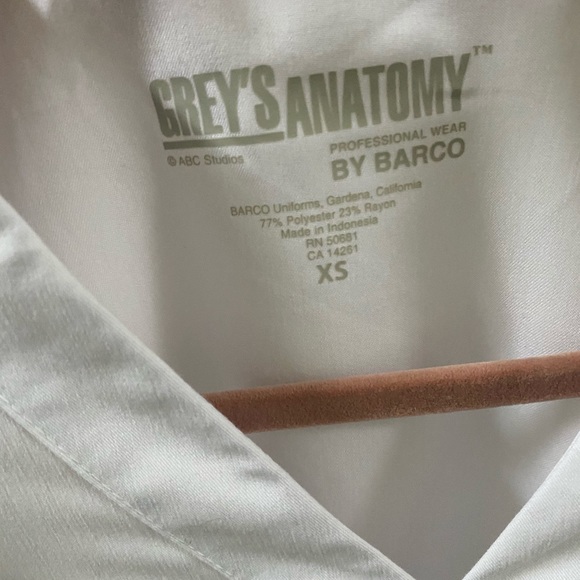 GREY'S ANATOMY™
© ABC Studios
PROFESSIONAL WEAR
BY BARCO
BARCO Uniforms, Gardena, California
77% Polyester 23% Rayon
Made in Indonesia
RN 50681
CA 14261
XS